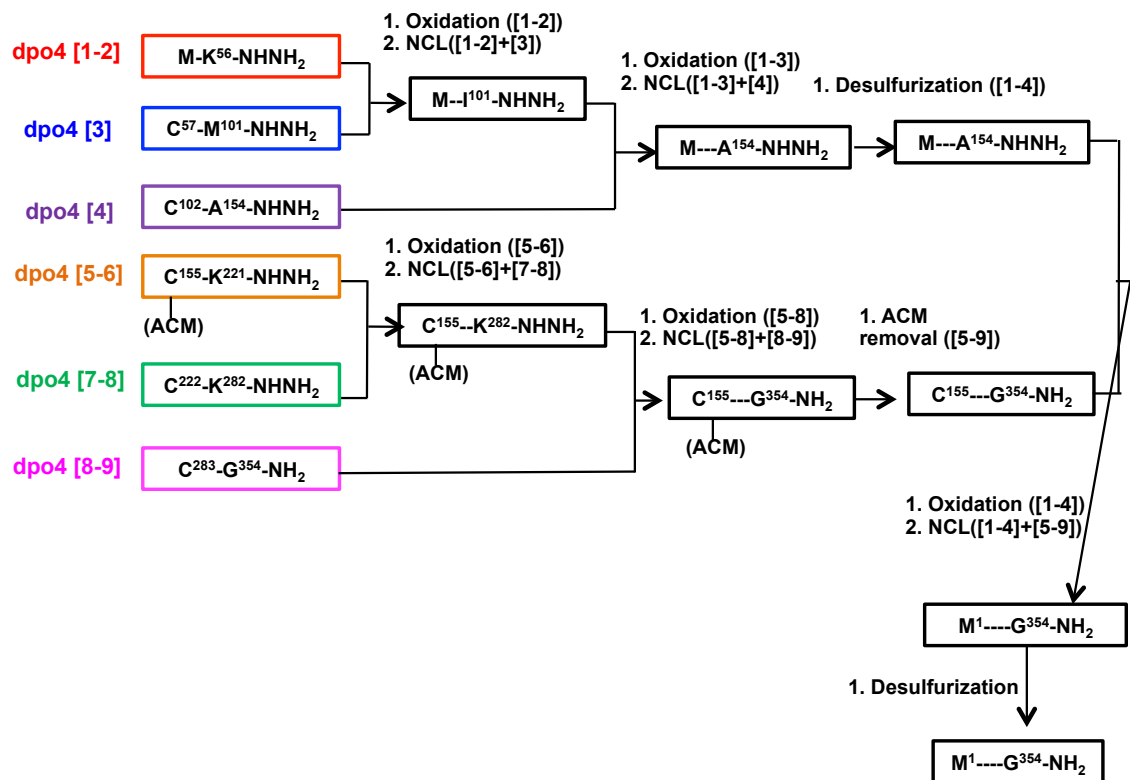 dpo4 [1-2]
M-K⁵⁶-NHNH₂
1. Oxidation ([1-2])
2. NCL([1-2]+[3])
dpo4 [3]
C⁵⁷-M¹⁰¹-NHNH₂
M--I¹⁰¹-NHNH₂
1. Oxidation ([1-3])
2. NCL([1-3]+[4])
1. Desulfurization ([1-4])
M---A¹⁵⁴-NHNH₂
M---A¹⁵⁴-NHNH₂
dpo4 [4]
C¹⁰²-A¹⁵⁴-NHNH₂
dpo4 [5-6]
C¹⁵⁵-K²²¹-NHNH₂
(ACM)
1. Oxidation ([5-6])
2. NCL([5-6]+[7-8])
C¹⁵⁵--K²⁸²-NHNH₂
(ACM)
dpo4 [7-8]
C²²²-K²⁸²-NHNH₂
1. Oxidation ([5-8])
2. NCL([5-8]+[8-9])
1. ACM
removal ([5-9])
C¹⁵⁵---G³⁵⁴-NH₂
(ACM)
C¹⁵⁵---G³⁵⁴-NH₂
dpo4 [8-9]
C²⁸³-G³⁵⁴-NH₂
1. Oxidation ([1-4])
2. NCL([1-4]+[5-9])
M¹----G³⁵⁴-NH₂
1. Desulfurization
M¹----G³⁵⁴-NH₂